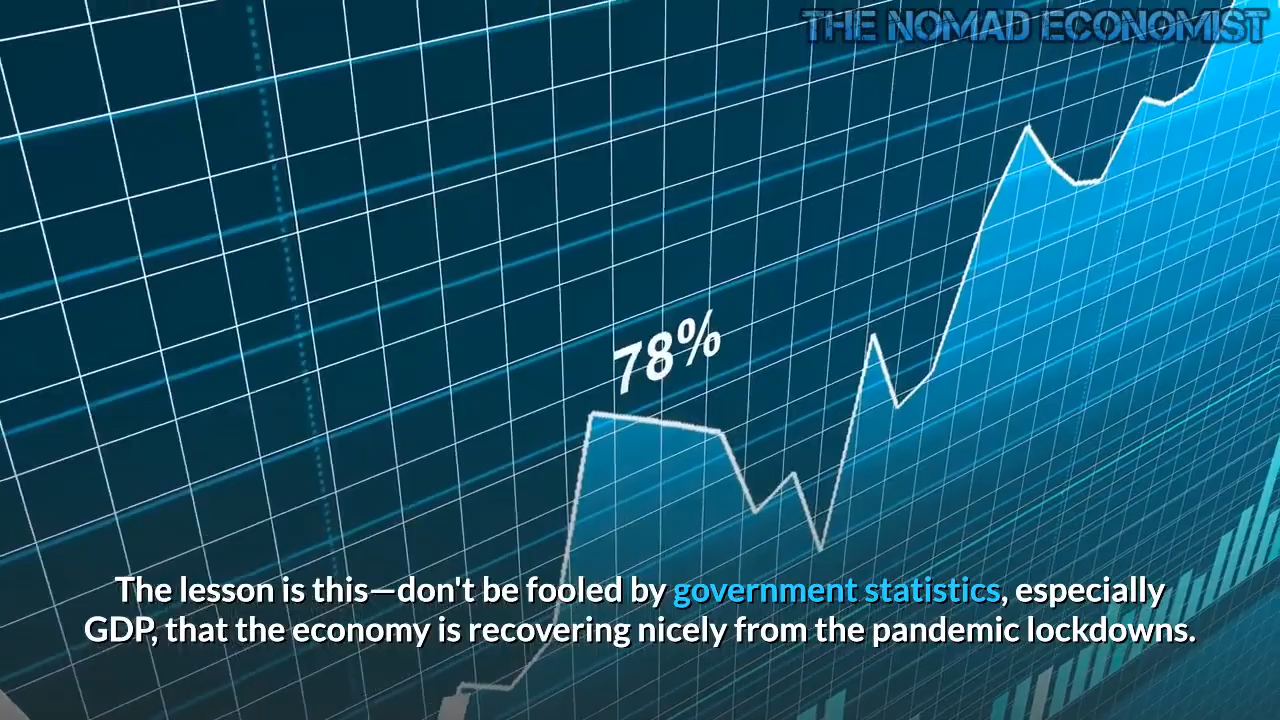 THE NOMAD ECONOMIST
78%
The lesson is this—don't be fooled by government statistics, especially
GDP, that the economy is recovering nicely from the pandemic lockdowns.